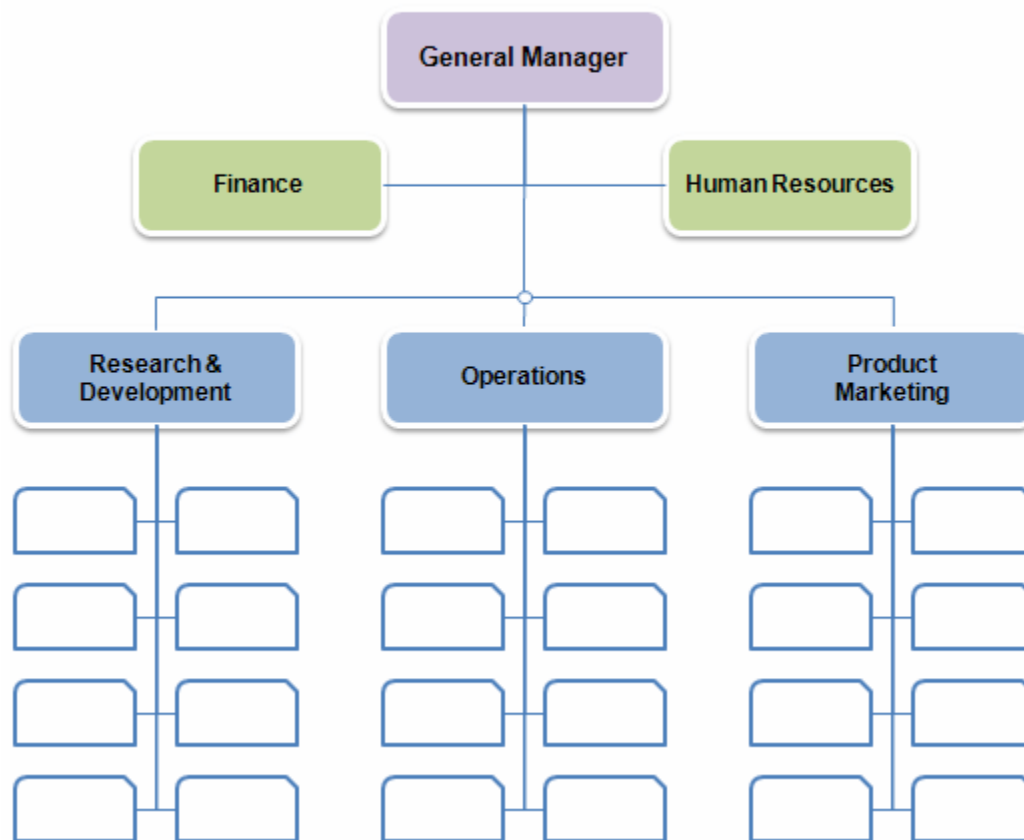 General Manager
Finance
Human Resources
Research &
Development
Operations
Product
Marketing